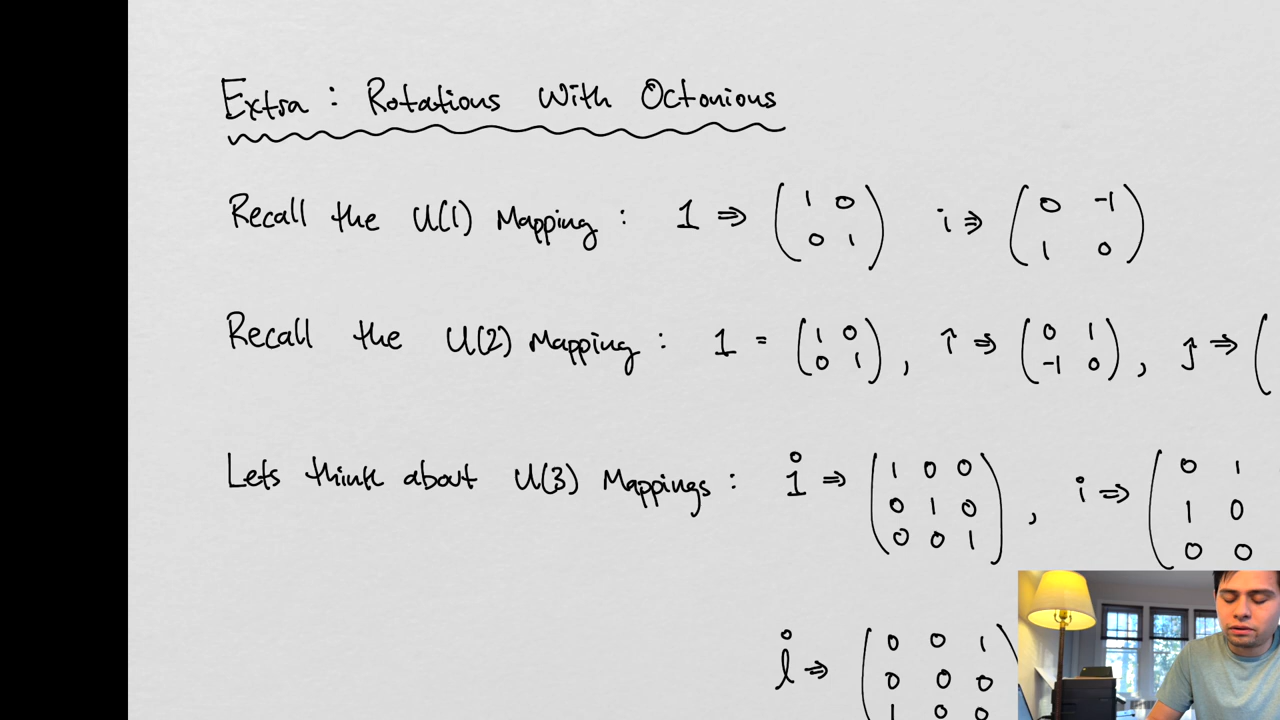 Extra : Rotations With Octonious
Recall the U(1) Mapping : 1 ⇒ ( 1 0 0 1 ) i ⇒ ( 0 -1 1 0 )
Recall the U(2) Mapping : 1 = ( 1 0 0 1 ) , î ⇒ ( 0 1 -1 0 ) , ĵ ⇒ (
Lets think about U(3) Mappings : 1̊ ⇒ ( 1 0 0 0 1 0 0 0 1 ) , i ⇒ ( 0 1 1 0 0 0
l̊ ⇒ ( 0 0 1 0 0 0 1 0 0 )